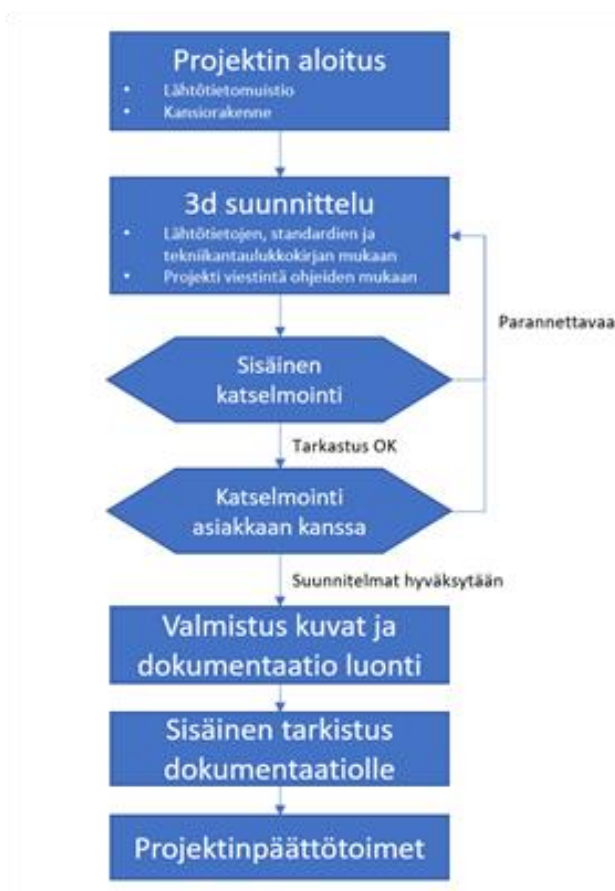 Projektin aloitus
• Lähtötietomuistio
• Kansiorakenne
3d suunnittelu
• Lähtötietojen, standardien ja
tekniikantaulukkokirjan mukaan
• Projekti viestintä ohjeiden mukaan
Parannettavaa
Sisäinen
katselmointi
Tarkastus OK
Katselmointi
asiakkaan kanssa
Suunnitelmat hyväksytään
Valmistus kuvat ja
dokumentaatio luonti
Sisäinen tarkistus
dokumentaatiolle
Projektinpäättötoimet